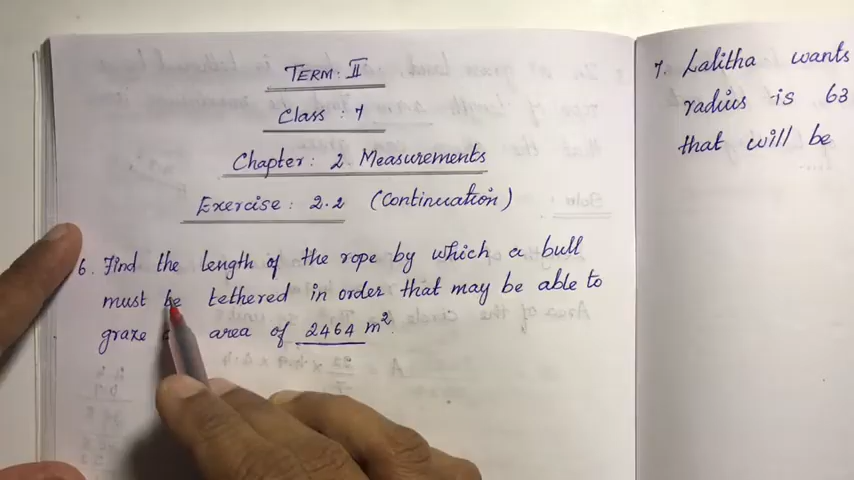 TERM: II
Class: 7
Chapter: 2. Measurements
Exercise: 2.2 (Continuation)
6. Find the length of the rope by which a bull
must be tethered in order that may be able to
graze area of 2464 m².
7. Lalitha wants
radius is 63
that will be